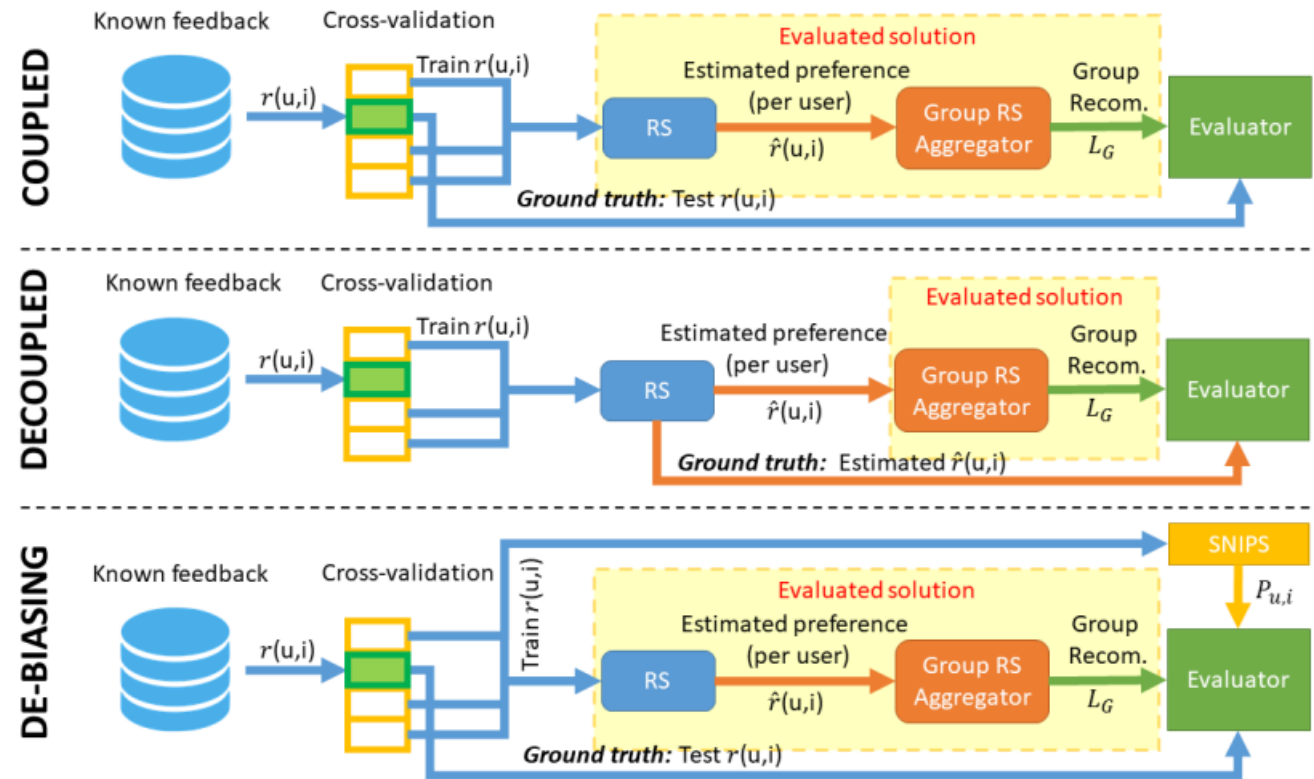 COUPLED
Known feedback
Cross-validation
r(u,i)
Train r(u,i)
Evaluated solution
RS
Estimated preference
(per user)
r̂(u,i)
Group RS
Aggregator
Group
Recom.
L_G
Evaluator
Ground truth: Test r(u,i)
DECOUPLED
Known feedback
Cross-validation
r(u,i)
Train r(u,i)
RS
Estimated preference
(per user)
r̂(u,i)
Evaluated solution
Group RS
Aggregator
Group
Recom.
L_G
Evaluator
Ground truth: Estimated r̂(u,i)
DE-BIASING
Known feedback
Cross-validation
r(u,i)
Train r(u,i)
Evaluated solution
RS
Estimated preference
(per user)
r̂(u,i)
Group RS
Aggregator
Group
Recom.
L_G
SNIPS
P_{u,i}
Evaluator
Ground truth: Test r(u,i)